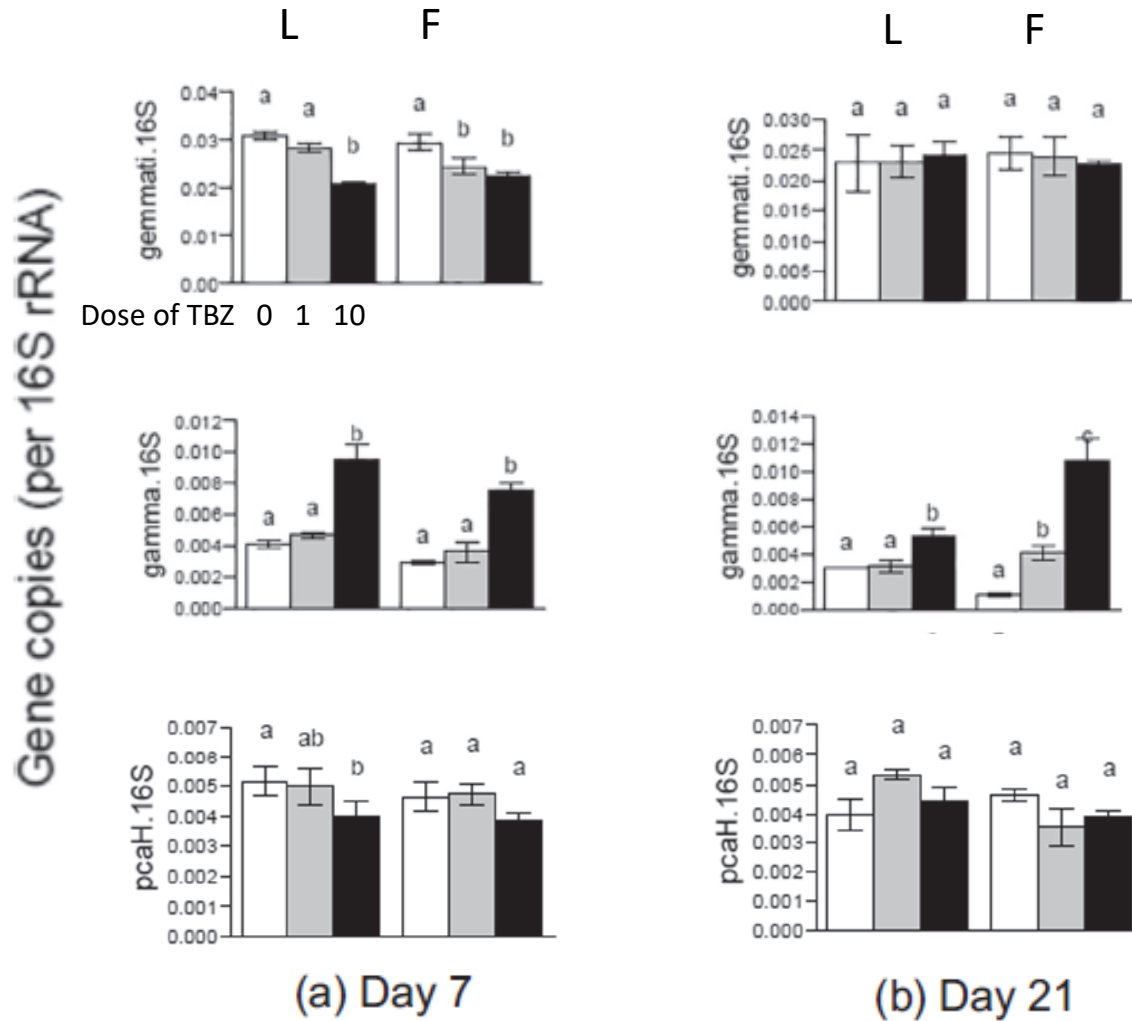 L F
L F
Gene copies (per 16S rRNA)
gemmati.16S
0.04
0.03
0.02
0.01
0.00
a a b a b b
Dose of TBZ 0 1 10
gemmati.16S
0.030
0.025
0.020
0.015
0.010
0.005
0.000
a a a a a a
gamma.16S
0.012
0.010
0.008
0.006
0.004
0.002
0.000
a a b a a b
gamma.16S
0.014
0.012
0.010
0.008
0.006
0.004
0.002
0.000
a a b a b c
pcaH.16S
0.007
0.006
0.005
0.004
0.003
0.002
0.001
0.000
a ab b a a a
pcaH.16S
0.007
0.006
0.005
0.004
0.003
0.002
0.001
0.000
a a a a a a
(a) Day 7
(b) Day 21